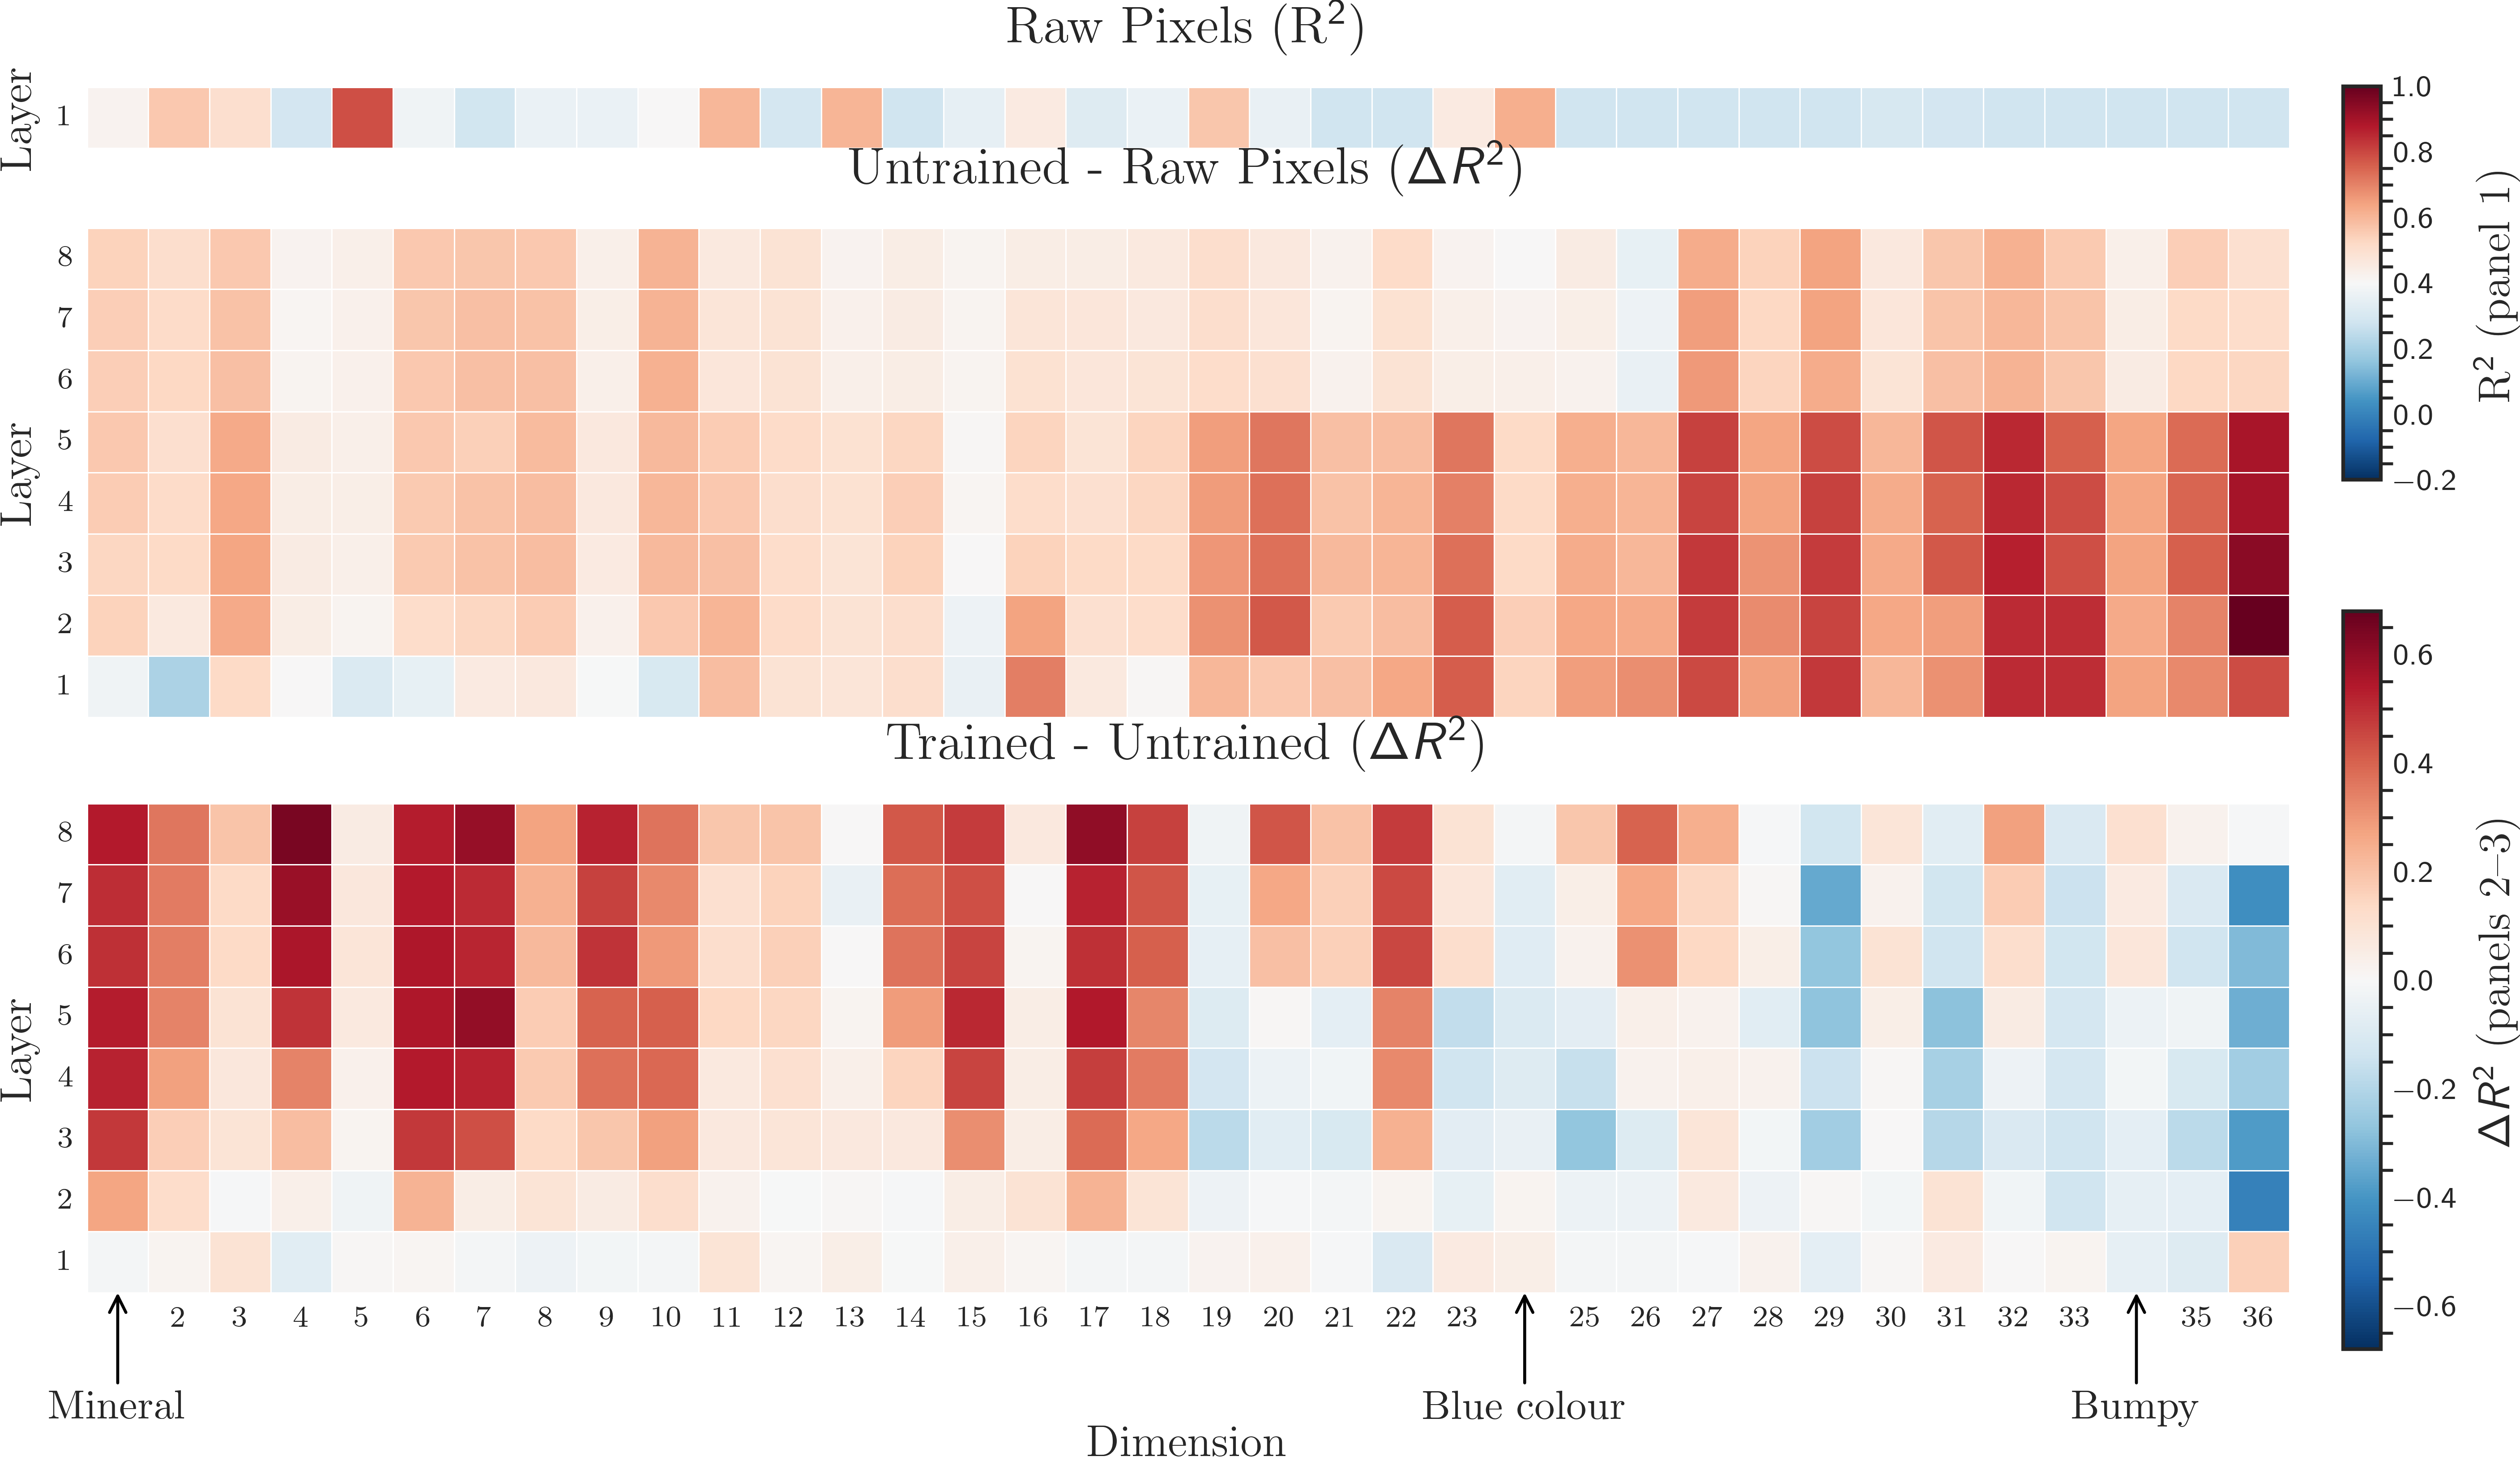 Raw Pixels (R²)
Layer
1
Untrained - Raw Pixels (ΔR²)
Layer
8
7
6
5
4
3
2
1
Trained - Untrained (ΔR²)
Layer
8
7
6
5
4
3
2
1
2 3 4 5 6 7 8 9 10 11 12 13 14 15 16 17 18 19 20 21 22 23 25 26 27 28 29 30 31 32 33 35 36
Mineral Blue colour Bumpy
Dimension
1.0
0.8
0.6
0.4
0.2
0.0
−0.2
R² (panel 1)
0.6
0.4
0.2
0.0
−0.2
−0.4
−0.6
ΔR² (panels 2–3)